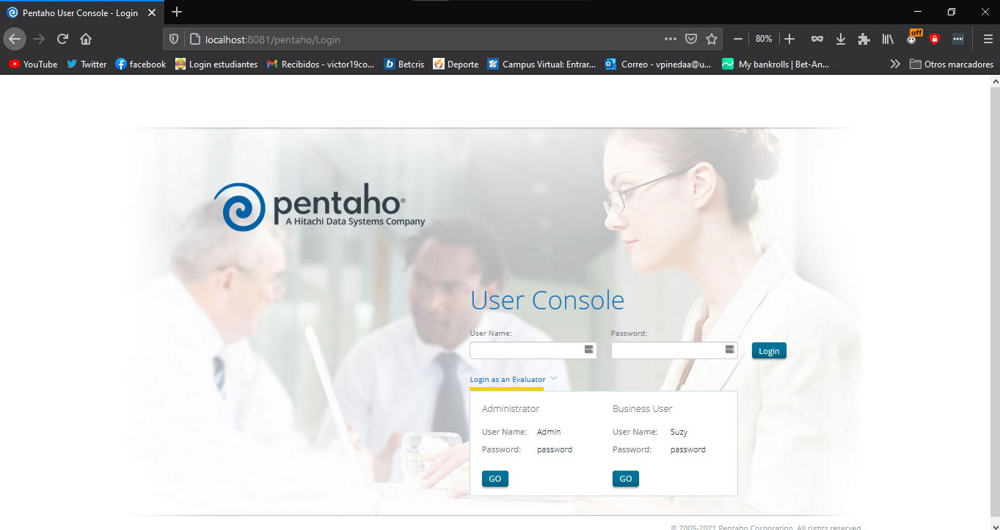 Pentaho User Console - Login
localhost:8081/pentaho/Login
80%
off
YouTube
Twitter
facebook
Login estudiantes
Recibidos - victor19co...
Betcris
Deporte
Campus Virtual: Entrar...
Correo - vpinedaa@u...
My bankrolls | Bet-An...
Otros marcadores
pentaho®
A Hitachi Data Systems Company
User Console
User Name: Password:
Login
Login as an Evaluator
Administrator Business User
User Name: Admin User Name: Suzy
Password: password Password: password
GO GO
© 2005-2021 Pentaho Corporation. All rights reserved.